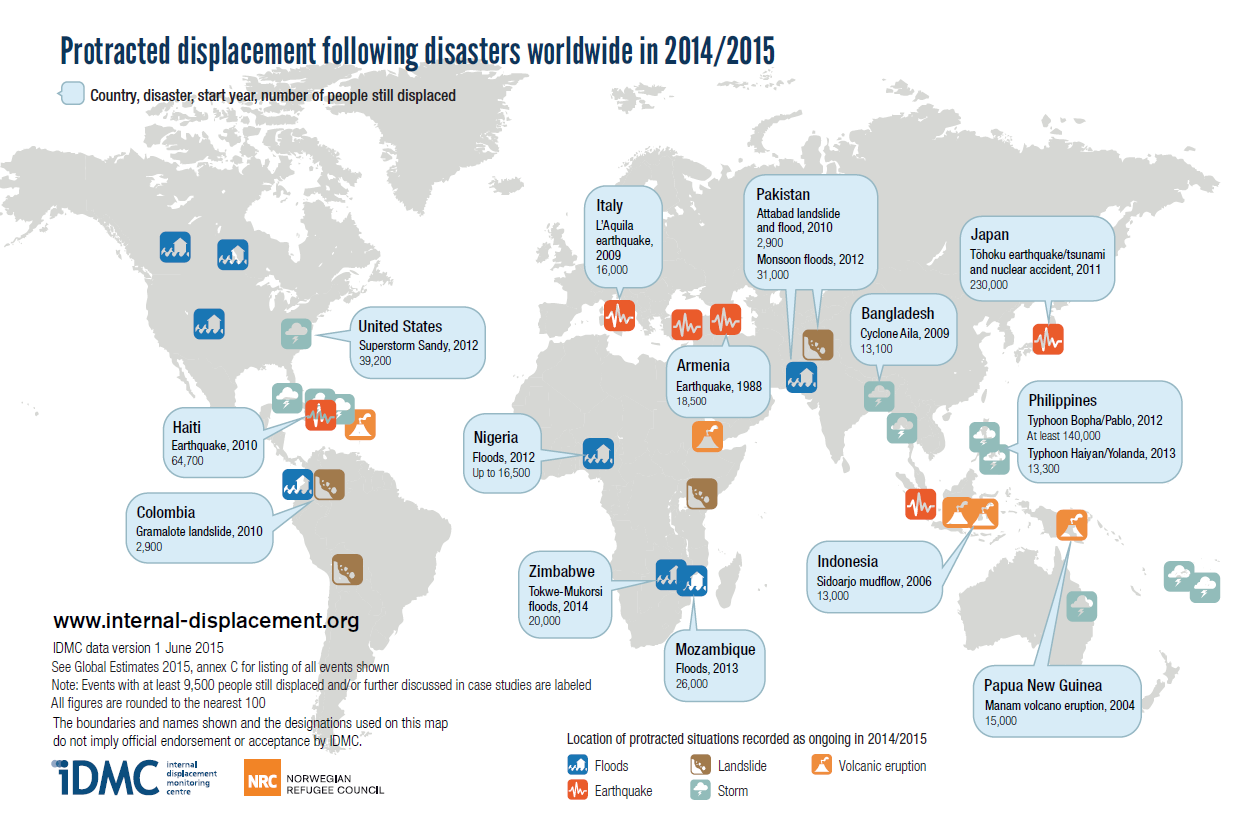 Protracted displacement following disasters worldwide in 2014/2015
Country, disaster, start year, number of people still displaced
Italy
L'Aquila
earthquake,
2009
16,000
Pakistan
Attabad landslide
and flood, 2010
2,900
Monsoon floods, 2012
31,000
Japan
Tōhoku earthquake/tsunami
and nuclear accident, 2011
230,000
United States
Superstorm Sandy, 2012
39,200
Bangladesh
Cyclone Aila, 2009
13,100
Armenia
Earthquake, 1988
18,500
Philippines
Typhoon Bopha/Pablo, 2012
At least 140,000
Typhoon Haiyan/Yolanda, 2013
13,300
Haiti
Earthquake, 2010
64,700
Nigeria
Floods, 2012
Up to 16,500
Colombia
Gramalote landslide, 2010
2,900
Zimbabwe
Tokwe-Mukorsi
floods, 2014
20,000
Indonesia
Sidoarjo mudflow, 2006
13,000
Mozambique
Floods, 2013
26,000
Papua New Guinea
Manam volcano eruption, 2004
15,000
www.internal-displacement.org
IDMC data version 1 June 2015
See Global Estimates 2015, annex C for listing of all events shown
Note: Events with at least 9,500 people still displaced and/or further discussed in case studies are labeled
All figures are rounded to the nearest 100
The boundaries and names shown and the designations used on this map
do not imply official endorsement or acceptance by IDMC.
Location of protracted situations recorded as ongoing in 2014/2015
Floods
Landslide
Volcanic eruption
Earthquake
Storm
iDMC
internal
displacement
monitoring
centre
NRC
NORWEGIAN
REFUGEE COUNCIL